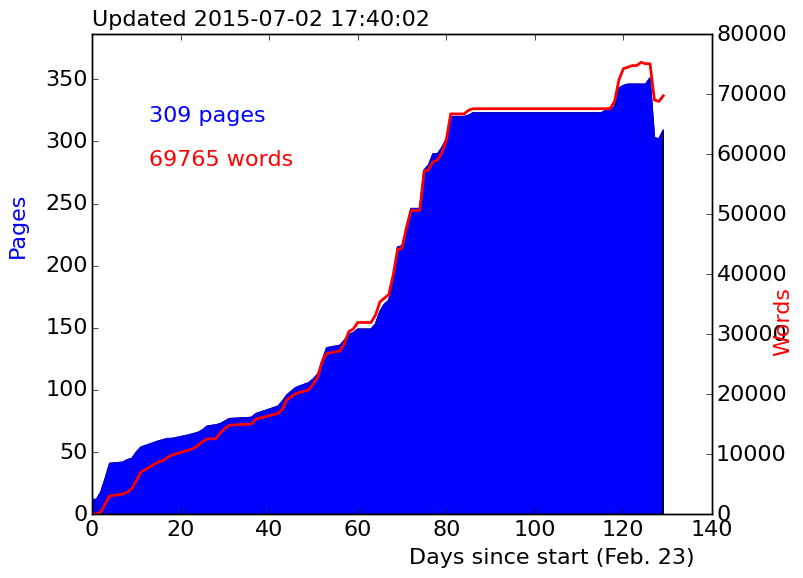 Updated 2015-07-02 17:40:02
80000
350
70000
309 pages
300
60000
69765 words
250
50000
Pages
200
40000
150
30000
Words
100
20000
50
10000
0
0
0 20 40 60 80 100 120 140
Days since start (Feb. 23)